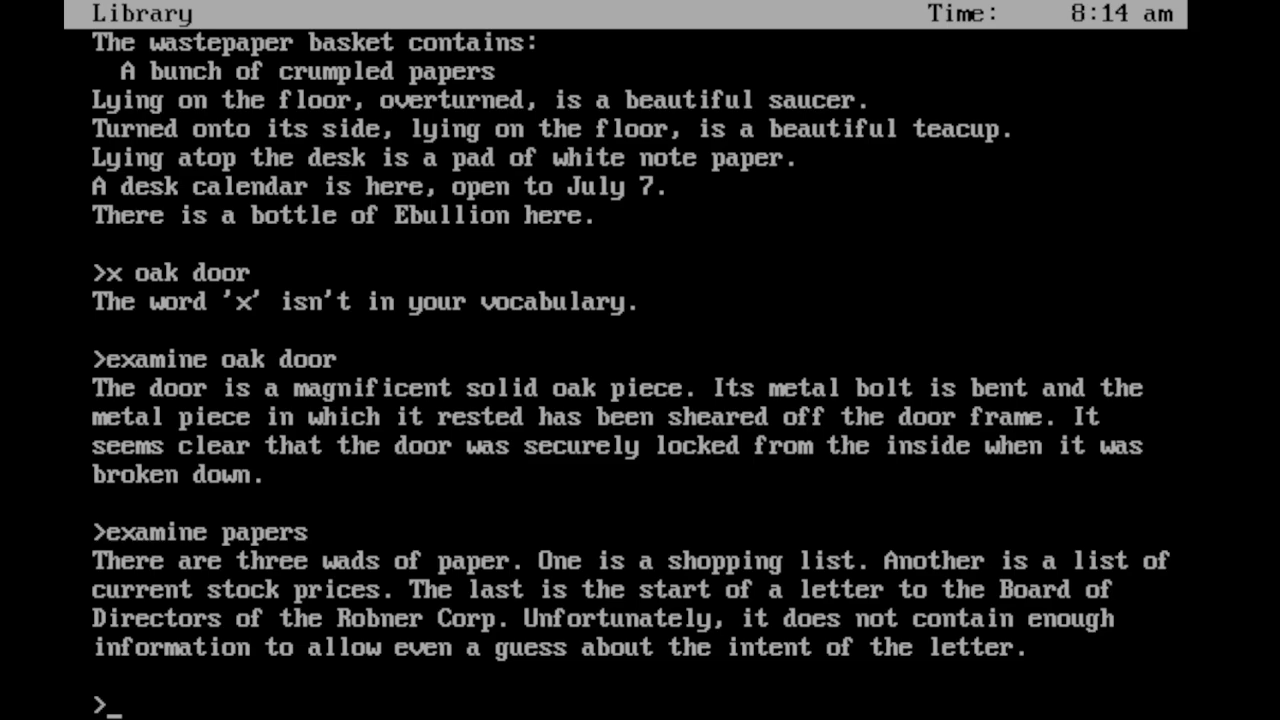 Library Time: 8:14 am
The wastepaper basket contains:
A bunch of crumpled papers
Lying on the floor, overturned, is a beautiful saucer.
Turned onto its side, lying on the floor, is a beautiful teacup.
Lying atop the desk is a pad of white note paper.
A desk calendar is here, open to July 7.
There is a bottle of Ebullion here.
>x oak door
The word 'x' isn't in your vocabulary.
>examine oak door
The door is a magnificent solid oak piece. Its metal bolt is bent and the
metal piece in which it rested has been sheared off the door frame. It
seems clear that the door was securely locked from the inside when it was
broken down.
>examine papers
There are three wads of paper. One is a shopping list. Another is a list of
current stock prices. The last is the start of a letter to the Board of
Directors of the Robner Corp. Unfortunately, it does not contain enough
information to allow even a guess about the intent of the letter.
>_